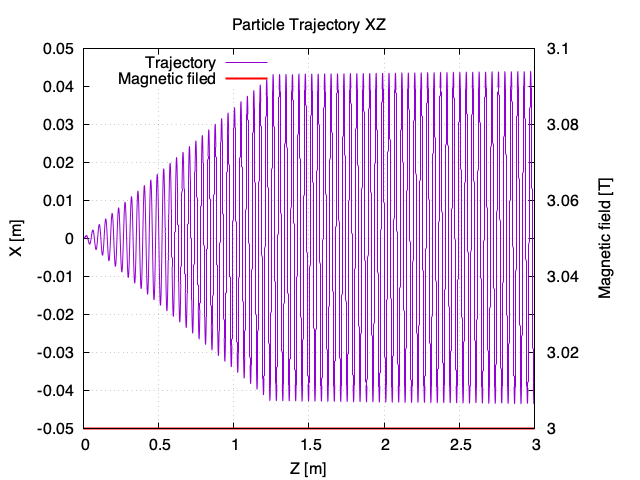 Particle Trajectory XZ
Trajectory
Magnetic filed
0.05
0.04
0.03
0.02
0.01
0
-0.01
-0.02
-0.03
-0.04
-0.05
X [m]
3.1
3.08
3.06
3.04
3.02
3
Magnetic field [T]
0 0.5 1 1.5 2 2.5 3
Z [m]